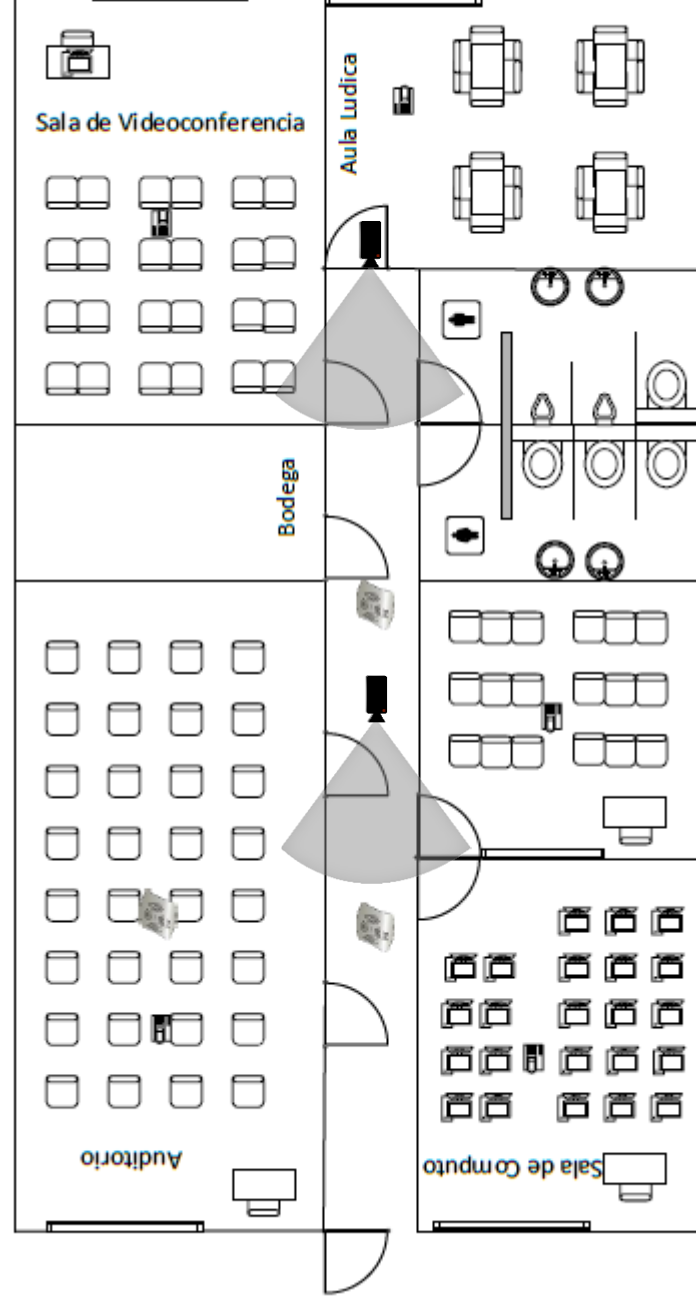 Sala de Videoconferencia
Aula Ludica
Bodega
Auditorio
Sala de Computo